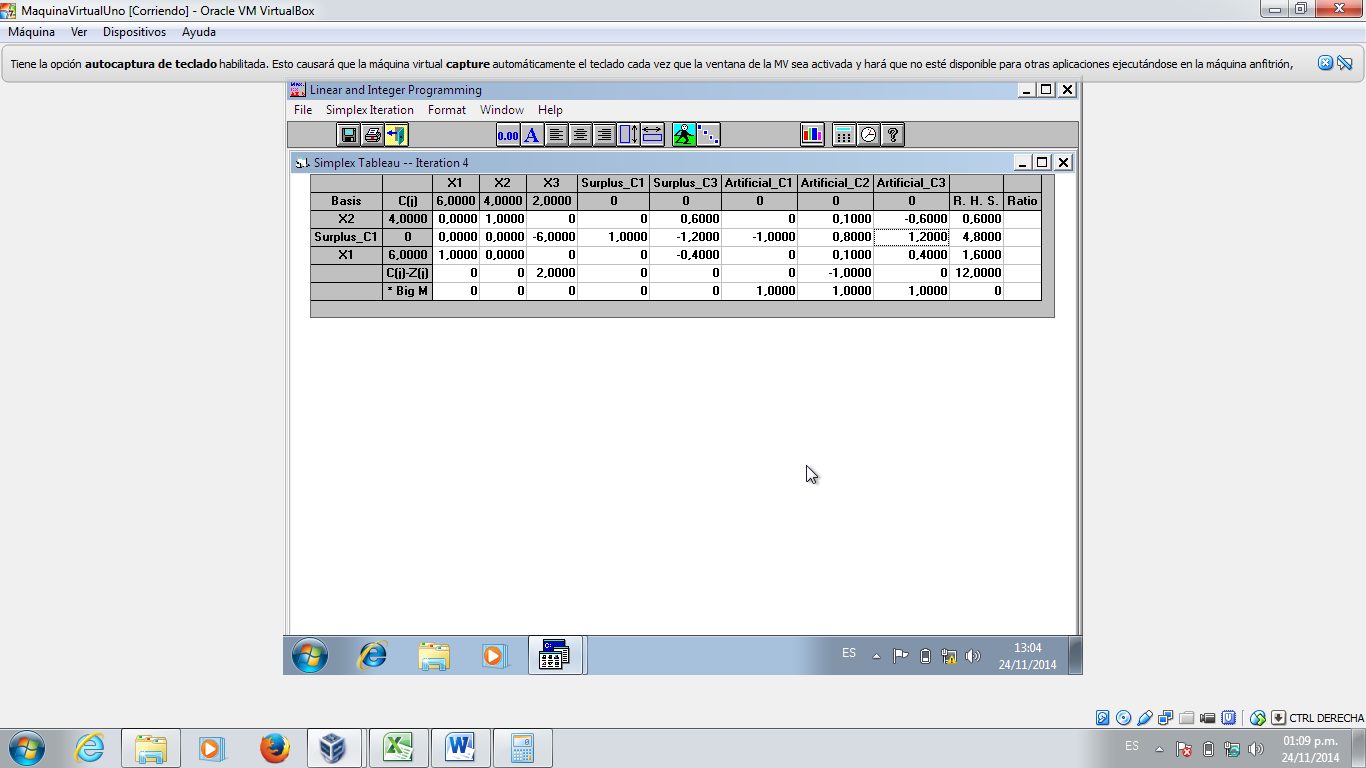 MaquinaVirtualUno [Corriendo] - Oracle VM VirtualBox
Máquina Ver Dispositivos Ayuda
Tiene la opción autocaptura de teclado habilitada. Esto causará que la máquina virtual capture automáticamente el teclado cada vez que la ventana de la MV sea activada y hará que no esté disponible para otras aplicaciones ejecutándose en la máquina anfitrión,
Linear and Integer Programming
File Simplex Iteration Format Window Help
0.00 A ?
Simplex Tableau -- Iteration 4
X1 X2 X3 Surplus_C1 Surplus_C3 Artificial_C1 Artificial_C2 Artificial_C3
Basis C(j) 6,0000 4,0000 2,0000 0 0 0 0 0 R. H. S. Ratio
X2 4,0000 0,0000 1,0000 0 0 0,6000 0 0,1000 -0,6000 0,6000
Surplus_C1 0 0,0000 0,0000 -6,0000 1,0000 -1,2000 -1,0000 0,8000 1,2000 4,8000
X1 6,0000 1,0000 0,0000 0 0 -0,4000 0 0,1000 0,4000 1,6000
C(j)-Z(j) 0 0 2,0000 0 0 0 -1,0000 0 12,0000
* Big M 0 0 0 0 0 1,0000 1,0000 1,0000 0
ES 13:04
24/11/2014
CTRL DERECHA
ES 01:09 p.m.
24/11/2014